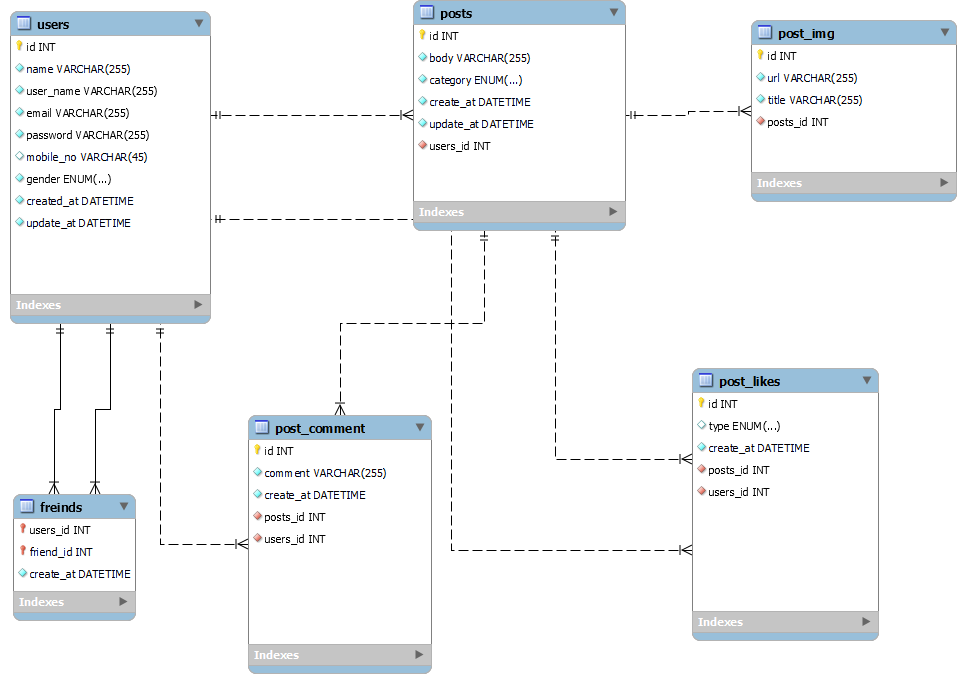 users
id INT
name VARCHAR(255)
user_name VARCHAR(255)
email VARCHAR(255)
password VARCHAR(255)
mobile_no VARCHAR(45)
gender ENUM(...)
created_at DATETIME
update_at DATETIME
Indexes
posts
id INT
body VARCHAR(255)
category ENUM(...)
create_at DATETIME
update_at DATETIME
users_id INT
Indexes
post_img
id INT
url VARCHAR(255)
title VARCHAR(255)
posts_id INT
Indexes
freinds
users_id INT
friend_id INT
create_at DATETIME
Indexes
post_comment
id INT
comment VARCHAR(255)
create_at DATETIME
posts_id INT
users_id INT
Indexes
post_likes
id INT
type ENUM(...)
create_at DATETIME
posts_id INT
users_id INT
Indexes